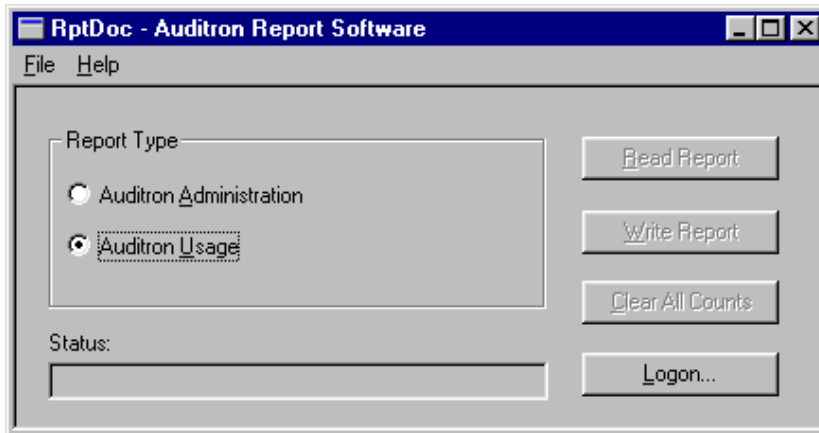 RptDoc - Auditron Report Software
File Help
Report Type
Auditron Administration
Auditron Usage
Status:
Read Report
Write Report
Clear All Counts
Logon...